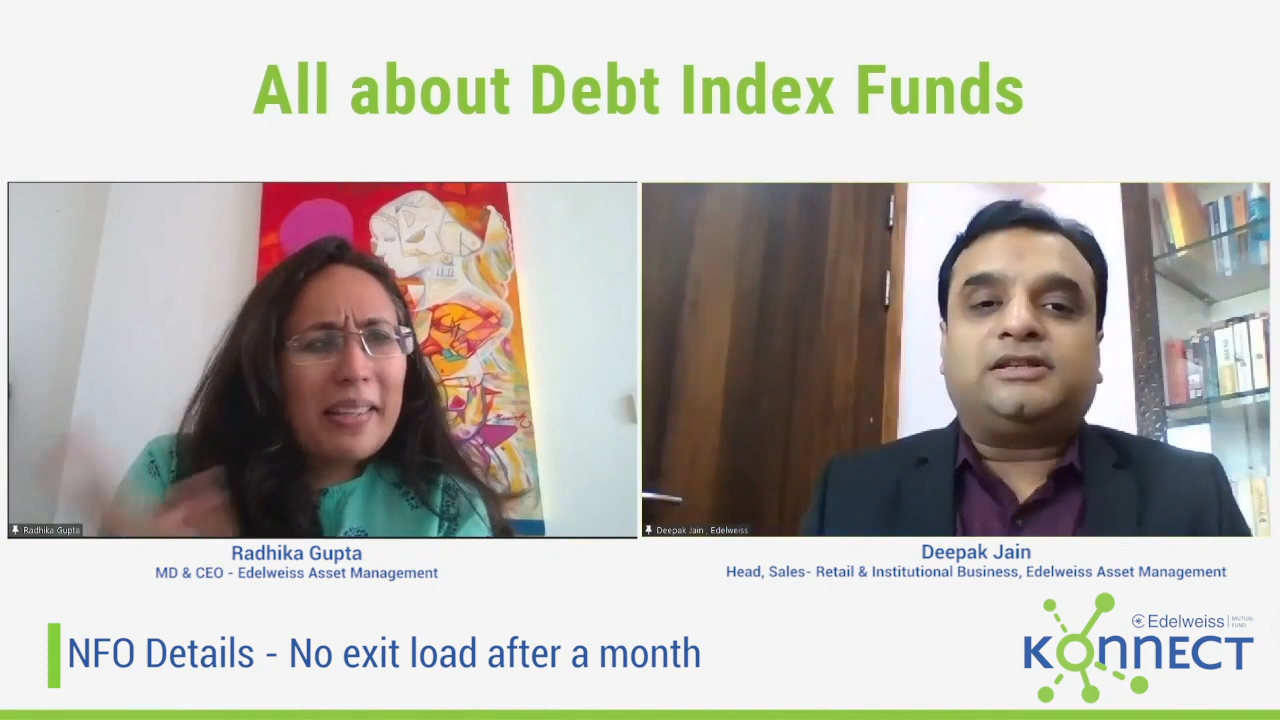 All about Debt Index Funds
Radhika Gupta
Deepak Jain , Edelweiss
Radhika Gupta
MD & CEO - Edelweiss Asset Management
Deepak Jain
Head, Sales- Retail & Institutional Business, Edelweiss Asset Management
NFO Details - No exit load after a month
Edelweiss MUTUAL FUND
KONNECT